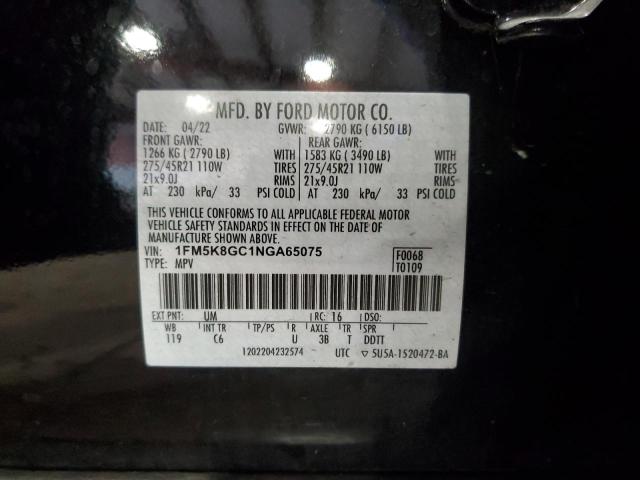 MFD. BY FORD MOTOR CO.
DATE: 04/22 GVWR: 2790 KG ( 6150 LB)
FRONT GAWR: REAR GAWR:
1266 KG ( 2790 LB) WITH 1583 KG ( 3490 LB) WITH
275/45R21 110W TIRES 275/45R21 110W TIRES
21x9.0J RIMS 21x9.0J RIMS
AT 230 kPa/ 33 PSI COLD AT 230 kPa/ 33 PSI COLD
THIS VEHICLE CONFORMS TO ALL APPLICABLE FEDERAL MOTOR
VEHICLE SAFETY STANDARDS IN EFFECT ON THE DATE OF
MANUFACTURE SHOWN ABOVE.
VIN: 1FM5K8GC1NGA65075 F0068
TYPE: MPV T0109
EXT PNT: UM RC: 16 DSO:
WB INT TR TP/PS R AXLE TR SPR
119 C6 U 3B T DDTT
1202204232574 UTC ▽ 5U5A-1520472-BA